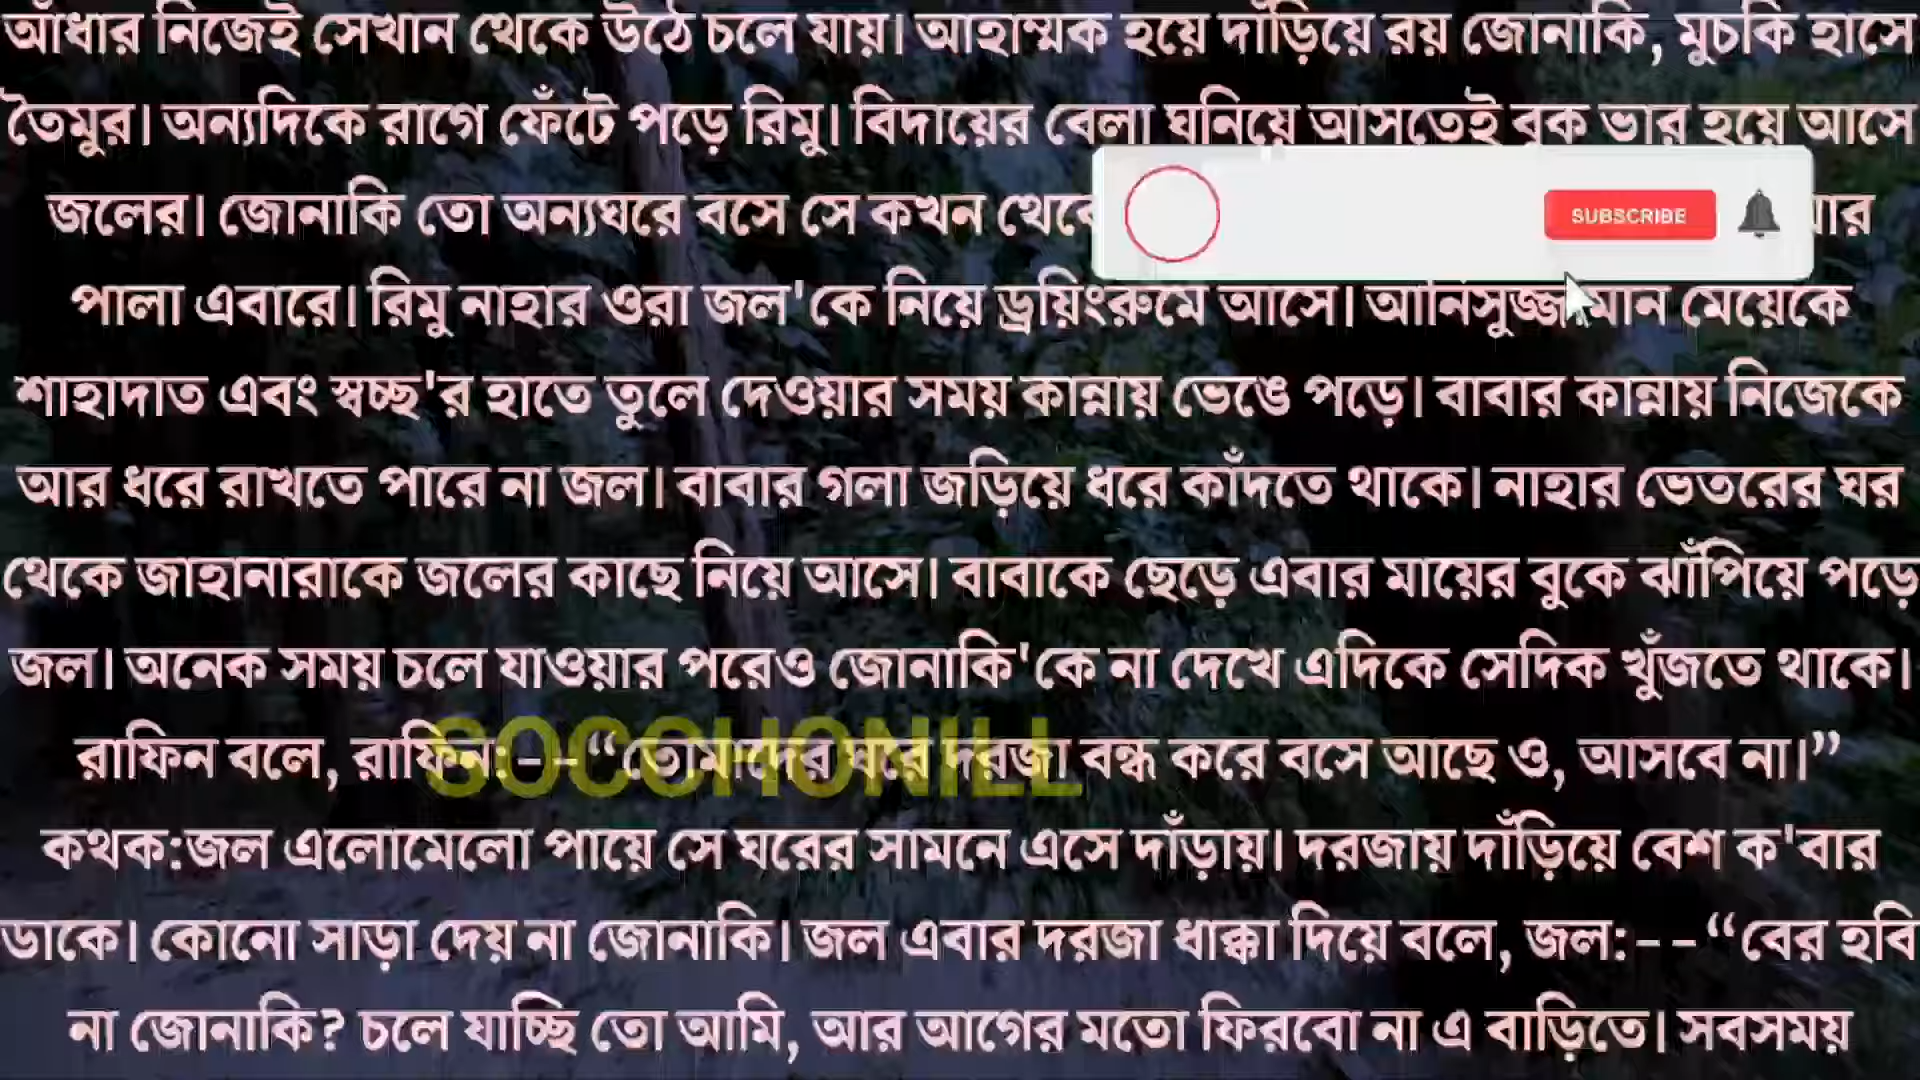 আঁধার নিজেই সেখান থেকে উঠে চলে যায়। আহাম্মক হয়ে দাঁড়িয়ে রয় জোনাকি, মুচকি হাসে
তৈমুর। অন্যদিকে রাগে ফেঁটে পড়ে রিমু। বিদায়ের বেলা ঘনিয়ে আসতেই বুক ভার হয়ে আসে
জলের। জোনাকি তো অন্যঘরে বসে সে কখন
SUBSCRIBE
পালা এবারে। রিমু নাহার ওরা জল'কে নিয়ে ড্রয়িংরুমে আসে। আনিসুজ্জামান মেয়েকে
শাহাদাত এবং স্বচ্ছ'র হাতে তুলে দেওয়ার সময় কান্নায় ভেঙে পড়ে। বাবার কান্নায় নিজেকে
আর ধরে রাখতে পারে না জল। বাবার গলা জড়িয়ে ধরে কাঁদতে থাকে। নাহার ভেতরের ঘর
থেকে জাহানারাকে জলের কাছে নিয়ে আসে। বাবাকে ছেড়ে এবার মায়ের বুকে ঝাঁপিয়ে পড়ে
জল। অনেক সময় চলে যাওয়ার পরেও জোনাকি'কে না দেখে এদিকে সেদিক খুঁজতে থাকে।
রাফিন বলে, রাফিন:--“তোমাদের ঘরে দরজা বন্ধ করে বসে আছে ও, আসবে না।”
SOCCHONILL
কথক:জল এলোমেলো পায়ে সে ঘরের সামনে এসে দাঁড়ায়। দরজায় দাঁড়িয়ে বেশ ক'বার
ডাকে। কোনো সাড়া দেয় না জোনাকি। জল এবার দরজা ধাক্কা দিয়ে বলে, জল:--“বের হবি
না জোনাকি? চলে যাচ্ছি তো আমি, আর আগের মতো ফিরবো না এ বাড়িতে। সবসময়